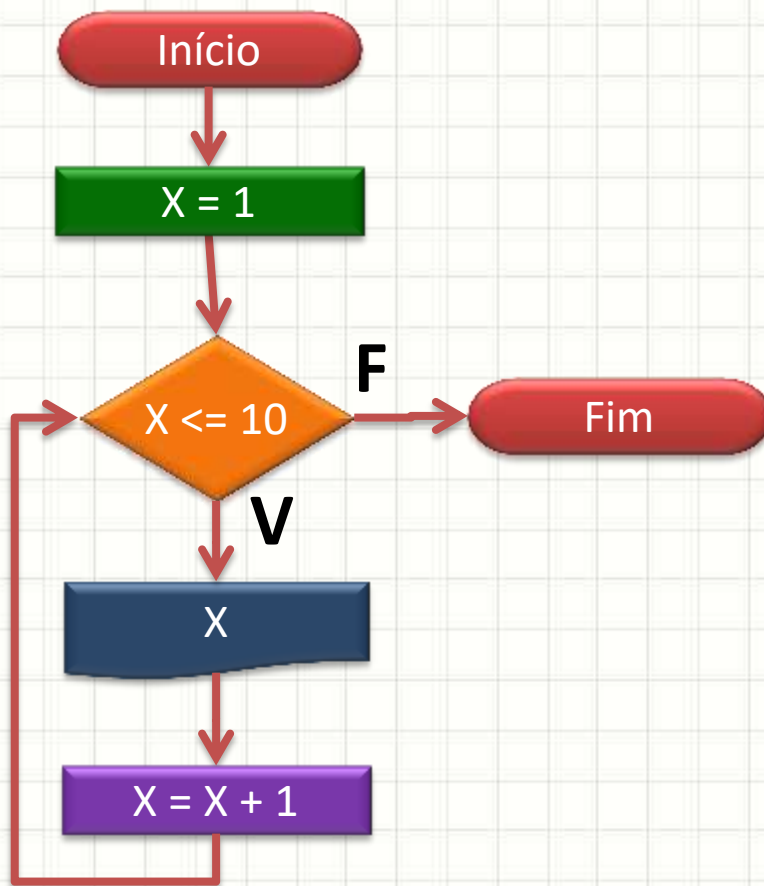 Início
X = 1
X <= 10
F
Fim
V
X
X = X + 1